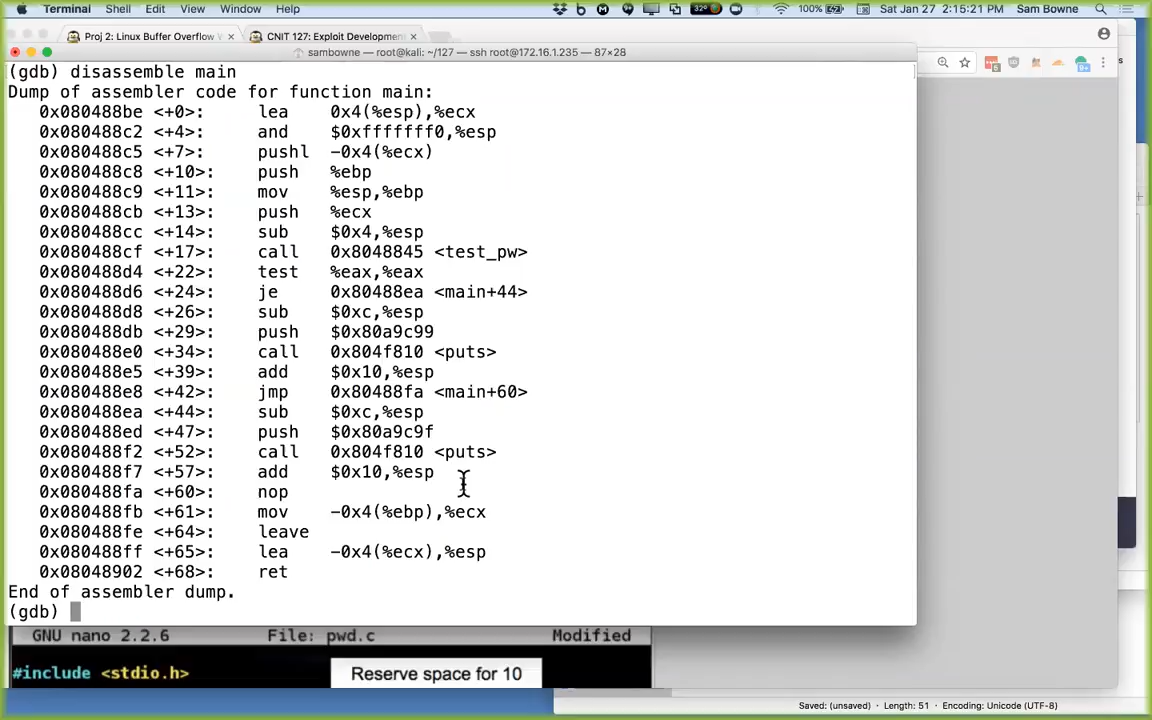 Terminal Shell Edit View Window Help 32° 100% Sat Jan 27 2:15:21 PM Sam Bowne
Proj 2: Linux Buffer Overflow × CNIT 127: Exploit Developmen ×
sambowne — root@kali: ~/127 — ssh root@172.16.1.235 — 87×28
(gdb) disassemble main
Dump of assembler code for function main:
0x080488be <+0>: lea 0x4(%esp),%ecx
0x080488c2 <+4>: and $0xfffffff0,%esp
0x080488c5 <+7>: pushl -0x4(%ecx)
0x080488c8 <+10>: push %ebp
0x080488c9 <+11>: mov %esp,%ebp
0x080488cb <+13>: push %ecx
0x080488cc <+14>: sub $0x4,%esp
0x080488cf <+17>: call 0x8048845 <test_pw>
0x080488d4 <+22>: test %eax,%eax
0x080488d6 <+24>: je 0x80488ea <main+44>
0x080488d8 <+26>: sub $0xc,%esp
0x080488db <+29>: push $0x80a9c99
0x080488e0 <+34>: call 0x804f810 <puts>
0x080488e5 <+39>: add $0x10,%esp
0x080488e8 <+42>: jmp 0x80488fa <main+60>
0x080488ea <+44>: sub $0xc,%esp
0x080488ed <+47>: push $0x80a9c9f
0x080488f2 <+52>: call 0x804f810 <puts>
0x080488f7 <+57>: add $0x10,%esp
0x080488fa <+60>: nop
0x080488fb <+61>: mov -0x4(%ebp),%ecx
0x080488fe <+64>: leave
0x080488ff <+65>: lea -0x4(%ecx),%esp
0x08048902 <+68>: ret
End of assembler dump.
(gdb)
GNU nano 2.2.6 File: pwd.c Modified
#include <stdio.h>
Reserve space for 10
Saved: (unsaved) Length: 51 Encoding: Unicode (UTF-8)